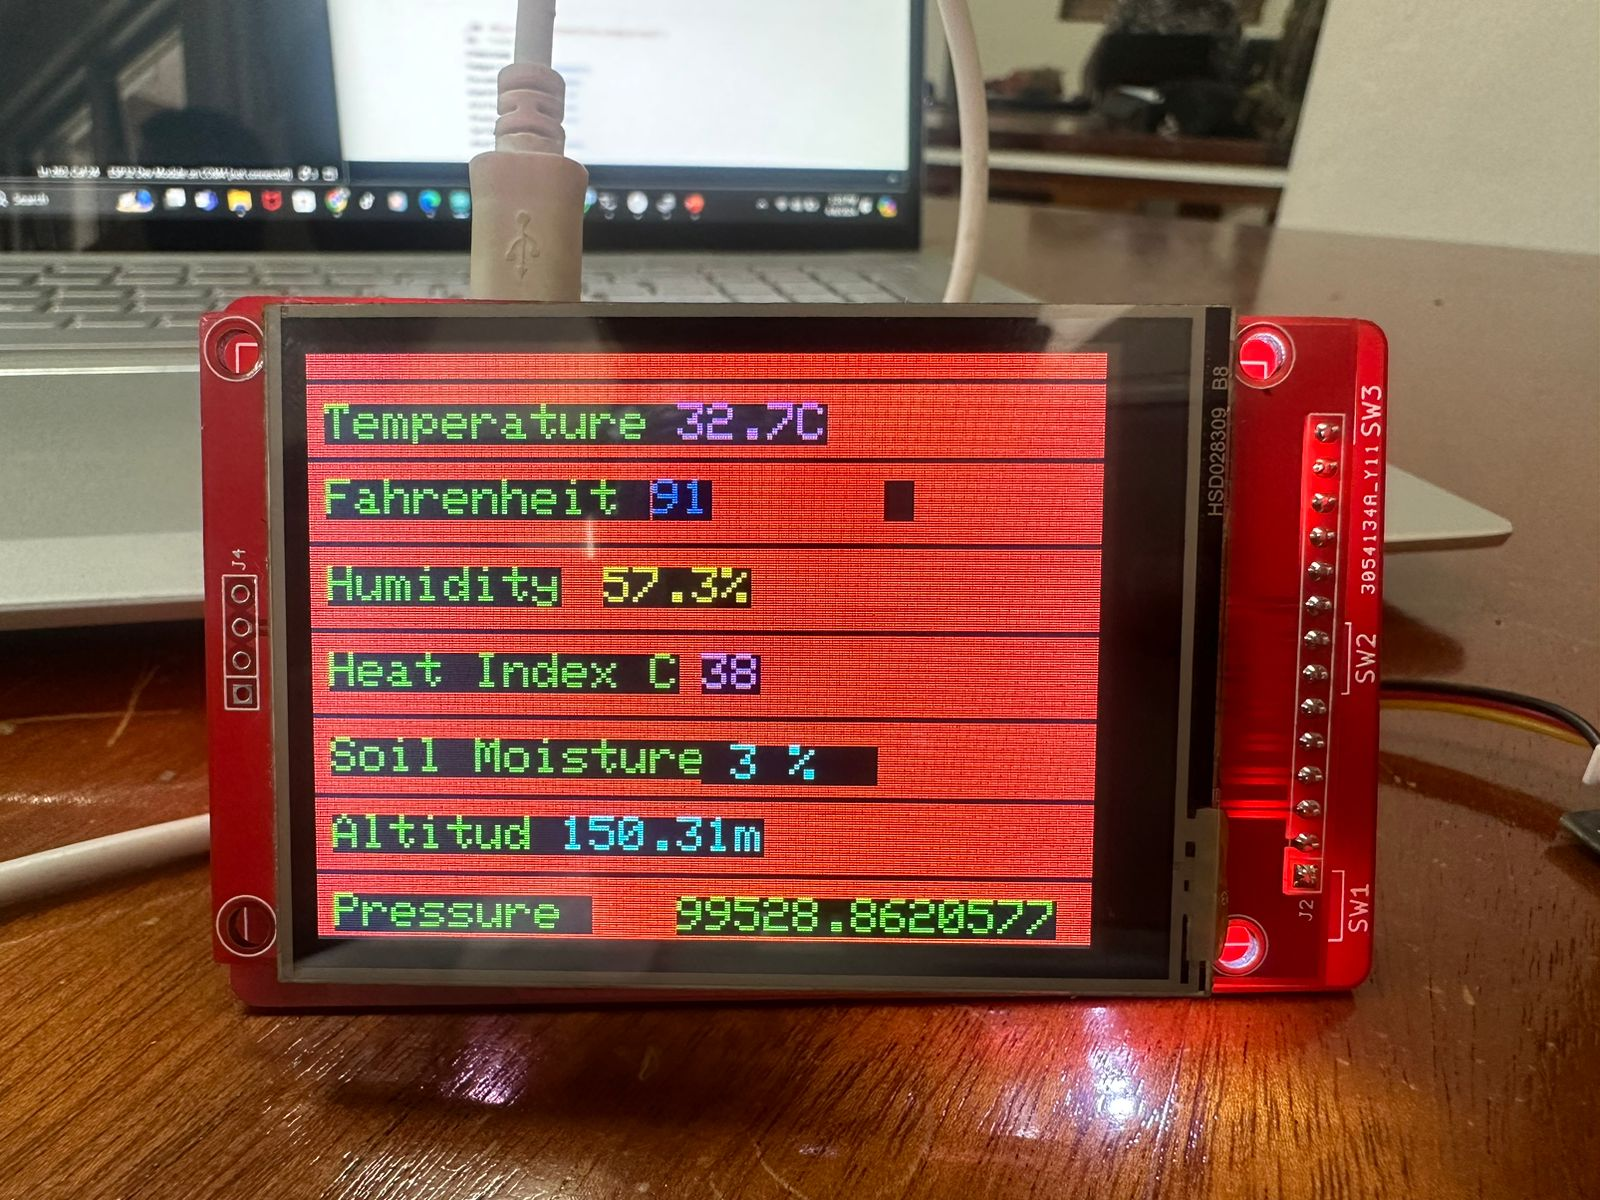 Search
Temperature 32.7C
Fahrenheit 91
Humidity 57.3%
Heat Index C 38
Soil Moisture 3 %
Altitud 150.31m
Pressure 99528.8620577
J4
HSD028309 B8
3054134A_Y11
SW3
SW2
SW1
J2